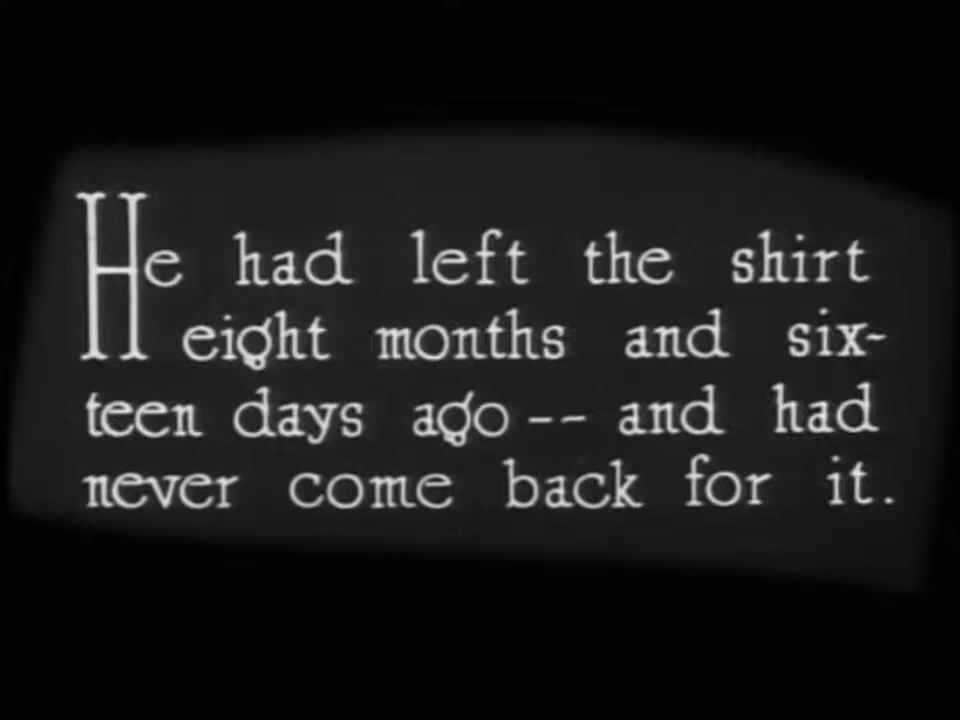 He had left the shirt
eight months and six-
teen days ago -- and had
never come back for it.